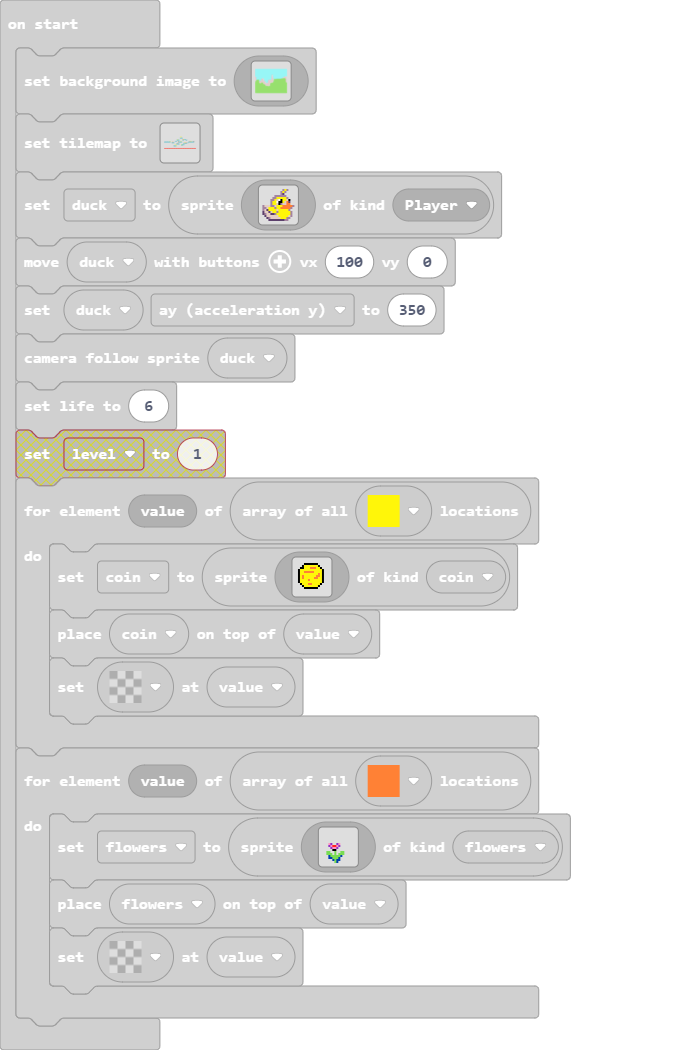 on start
set background image to
set tilemap to
set duck to sprite of kind Player
move duck with buttons vx 100 vy 0
set duck ay (acceleration y) to 350
camera follow sprite duck
set life to 6
set level to 1
for element value of array of all locations
do
set coin to sprite of kind coin
place coin on top of value
set at value
for element value of array of all locations
do
set flowers to sprite of kind flowers
place flowers on top of value
set at value